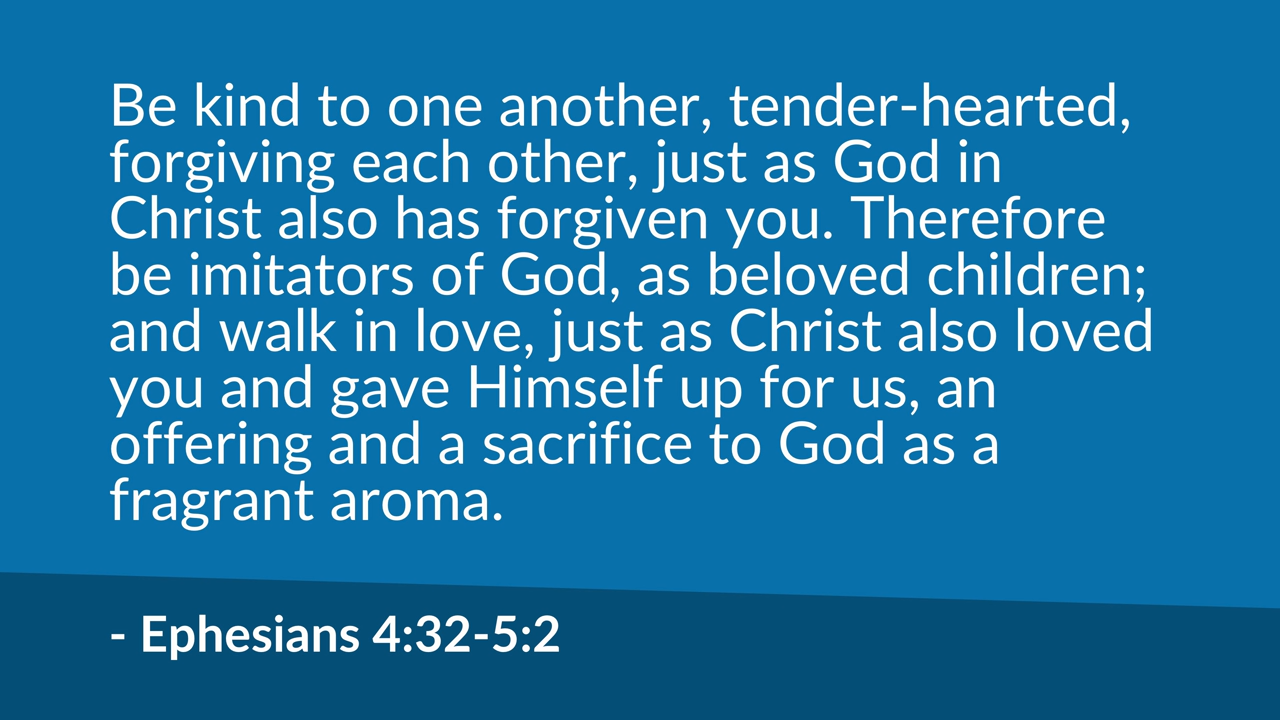 Be kind to one another, tender-hearted,
forgiving each other, just as God in
Christ also has forgiven you. Therefore
be imitators of God, as beloved children;
and walk in love, just as Christ also loved
you and gave Himself up for us, an
offering and a sacrifice to God as a
fragrant aroma.
- Ephesians 4:32-5:2